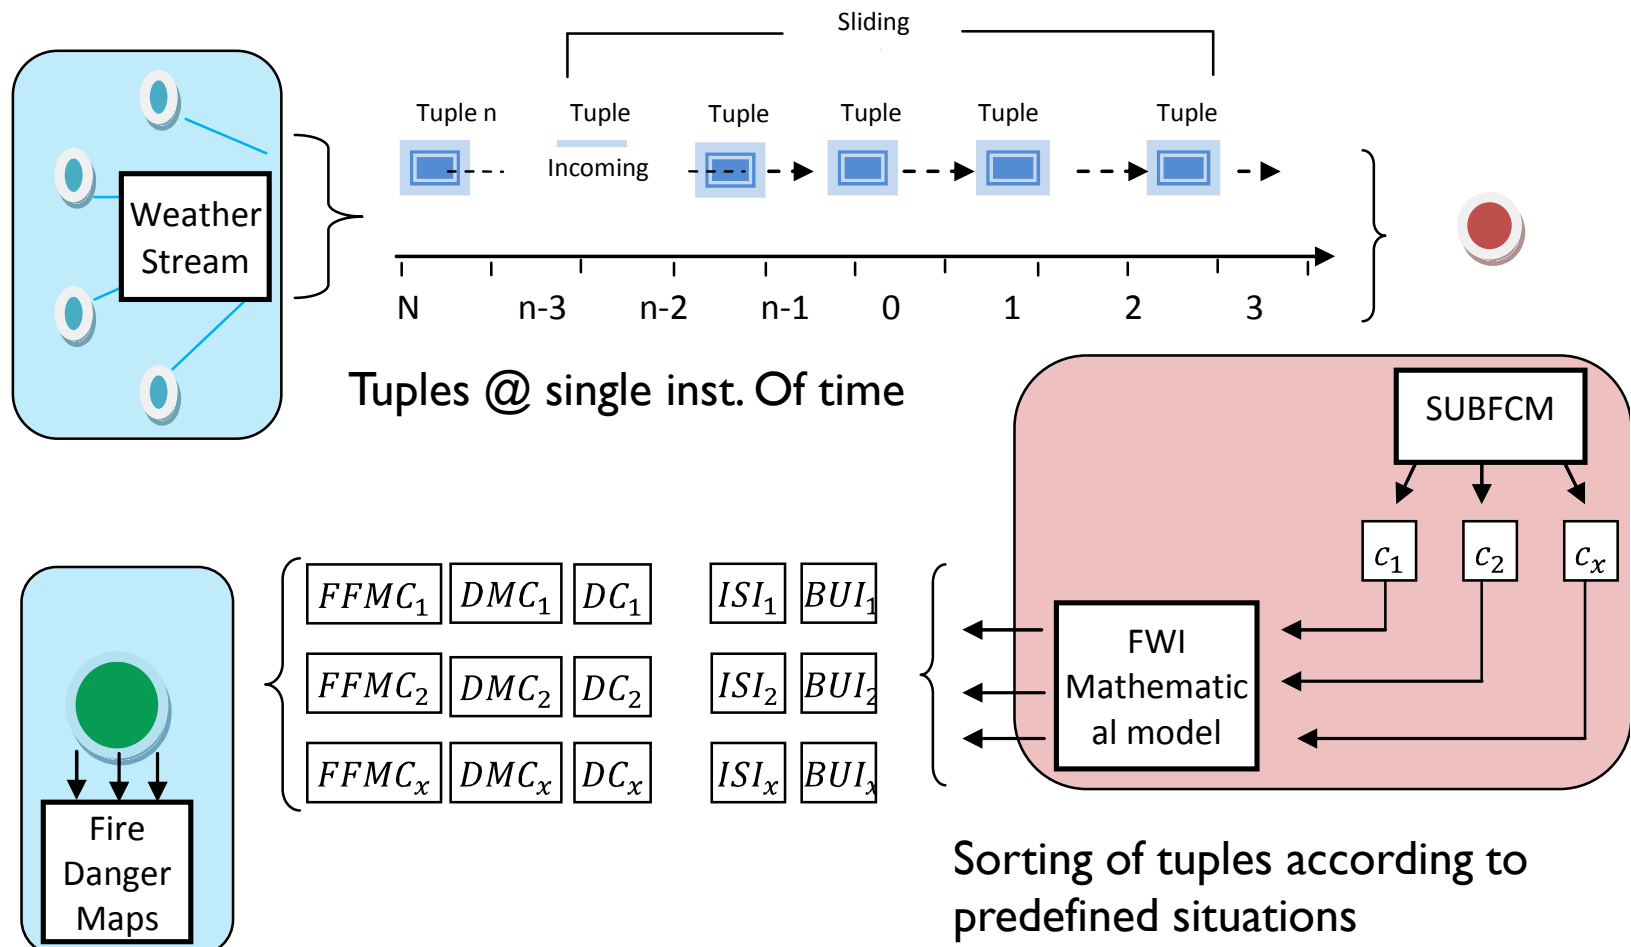 Sliding
Tuple n
Tuple
Tuple
Tuple
Tuple
Tuple
Incoming
Weather
Stream
N n-3 n-2 n-1 0 1 2 3
Tuples @ single inst. Of time
SUBFCM
c₁ c₂ cₓ
FFMC₁ DMC₁ DC₁ ISI₁ BUI₁
FFMC₂ DMC₂ DC₂ ISI₂ BUI₂
FFMCₓ DMCₓ DCₓ ISIₓ BUIₓ
FWI
Mathematic
al model
Fire
Danger
Maps
Sorting of tuples according to
predefined situations